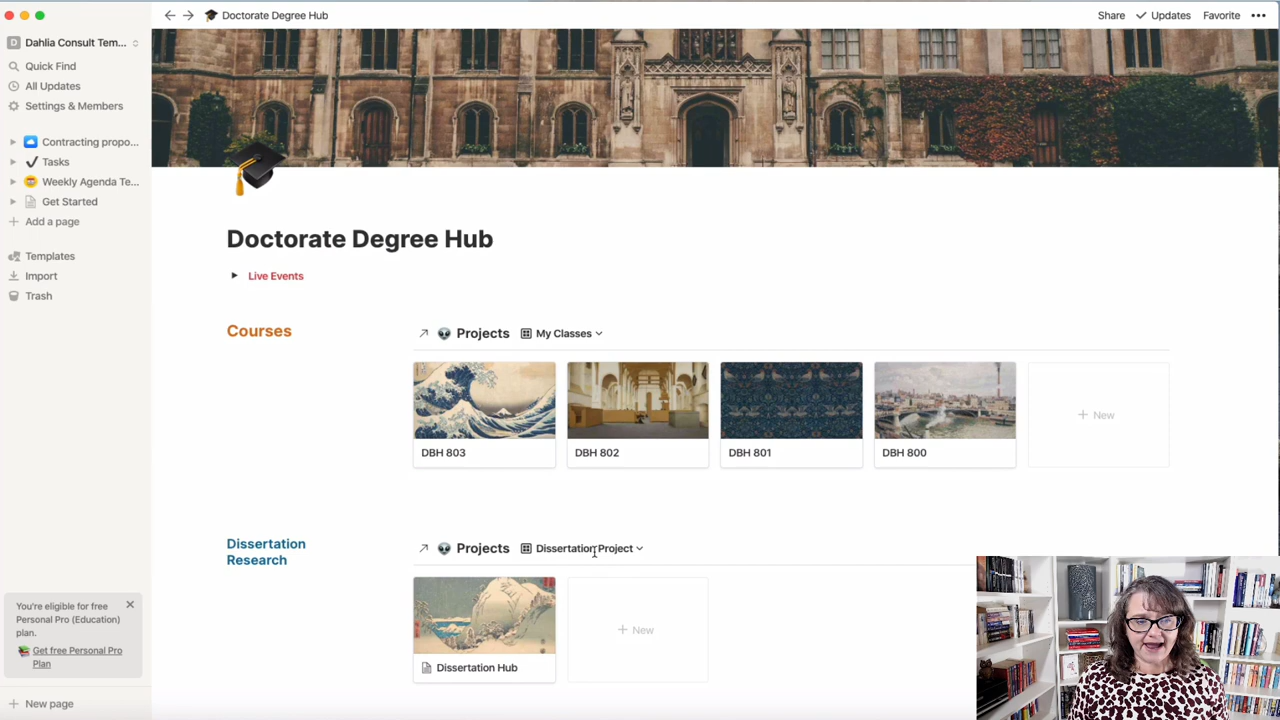 Doctorate Degree Hub
Share
Updates
Favorite
Dahlia Consult Tem...
D
Quick Find
All Updates
Settings & Members
Contracting propo...
Tasks
Weekly Agenda Te...
Get Started
Add a page
Templates
Import
Trash
You're eligible for free
Personal Pro (Education)
plan.
Get free Personal Pro
Plan
New page
Doctorate Degree Hub
Live Events
Courses
Projects
My Classes
DBH 803
DBH 802
DBH 801
DBH 800
New
Dissertation
Research
Projects
Dissertation Project
Dissertation Hub
New